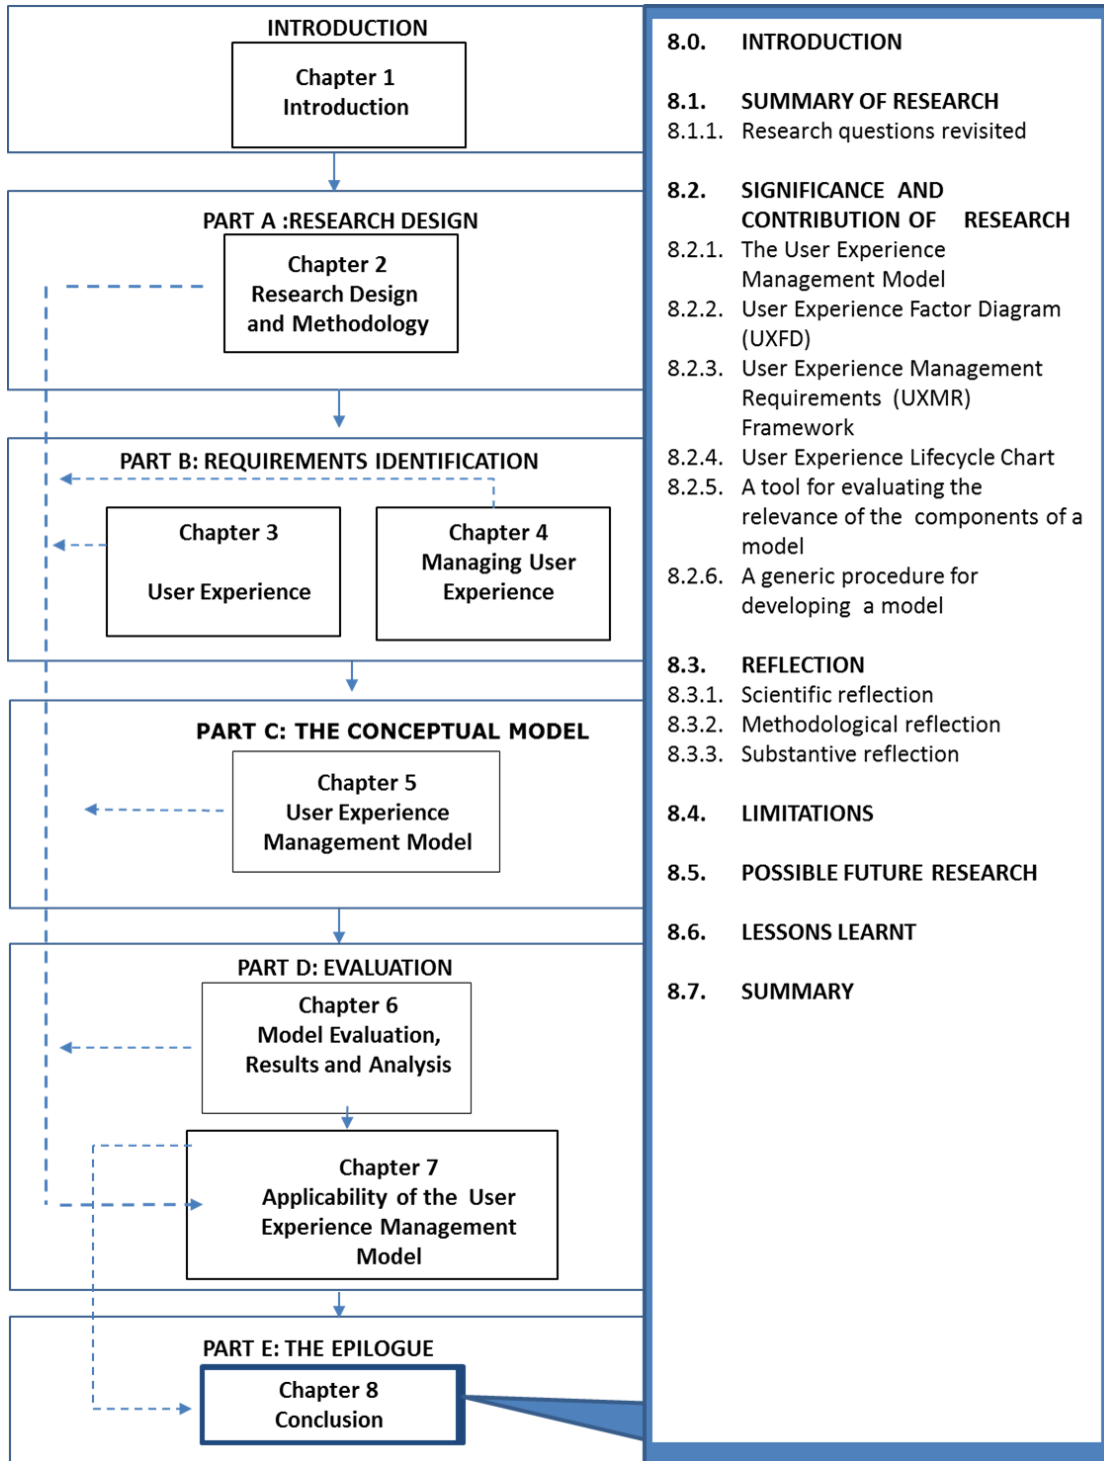 INTRODUCTION
Chapter 1
Introduction
PART A :RESEARCH DESIGN
Chapter 2
Research Design
and Methodology
PART B: REQUIREMENTS IDENTIFICATION
Chapter 3
User Experience
Chapter 4
Managing User
Experience
PART C: THE CONCEPTUAL MODEL
Chapter 5
User Experience
Management Model
PART D: EVALUATION
Chapter 6
Model Evaluation,
Results and Analysis
Chapter 7
Applicability of the User
Experience Management
Model
PART E: THE EPILOGUE
Chapter 8
Conclusion
8.0. INTRODUCTION
8.1. SUMMARY OF RESEARCH
8.1.1. Research questions revisited
8.2. SIGNIFICANCE AND
CONTRIBUTION OF RESEARCH
8.2.1. The User Experience
Management Model
8.2.2. User Experience Factor Diagram
(UXFD)
8.2.3. User Experience Management
Requirements (UXMR)
Framework
8.2.4. User Experience Lifecycle Chart
8.2.5. A tool for evaluating the
relevance of the components of a
model
8.2.6. A generic procedure for
developing a model
8.3. REFLECTION
8.3.1. Scientific reflection
8.3.2. Methodological reflection
8.3.3. Substantive reflection
8.4. LIMITATIONS
8.5. POSSIBLE FUTURE RESEARCH
8.6. LESSONS LEARNT
8.7. SUMMARY